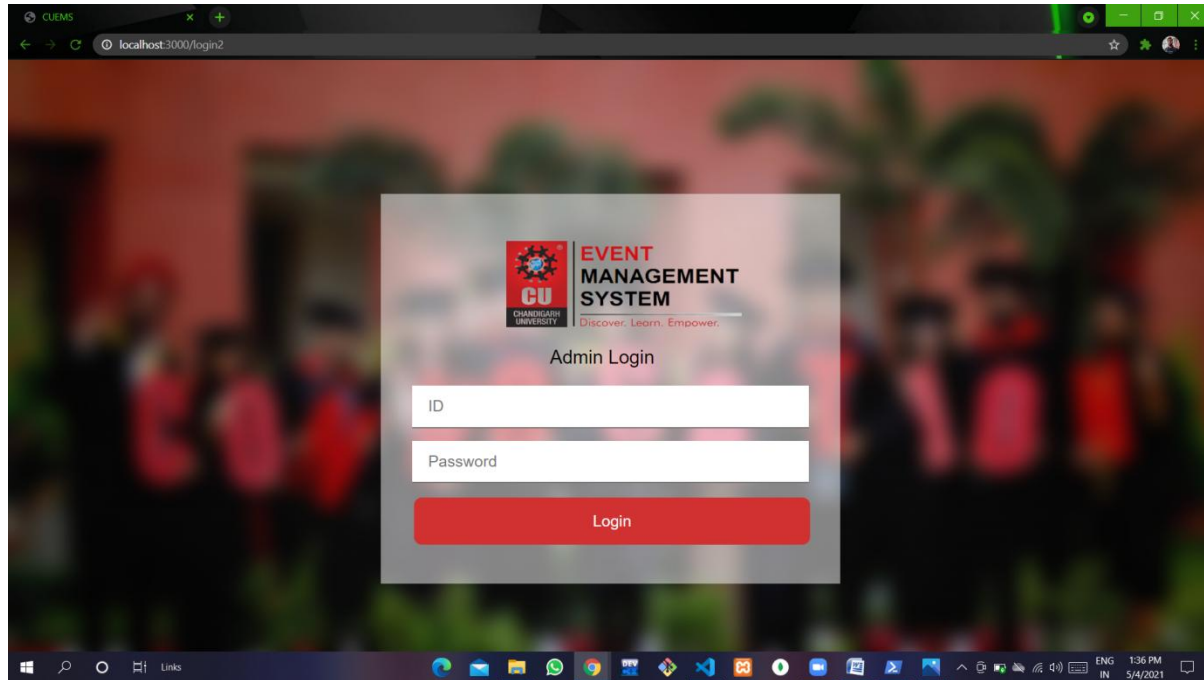 CUEMS
localhost:3000/login2
EVENT
MANAGEMENT
SYSTEM
CU
CHANDIGARH
UNIVERSITY
Discover. Learn. Empower.
Admin Login
ID
Password
Login
Links
DEV
ENG
IN
1:36 PM
5/4/2021